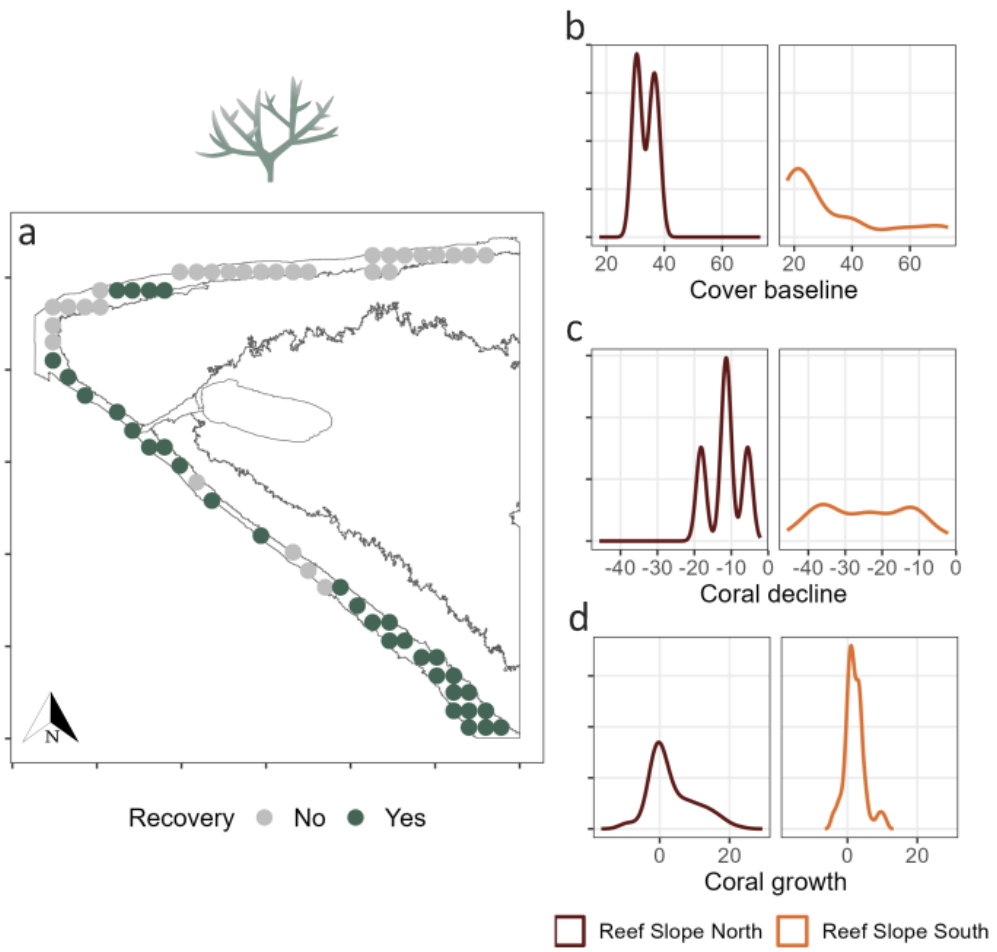 a
N
Recovery No Yes
b
20 40 60 20 40 60
Cover baseline
c
-40 -30 -20 -10 0 -40 -30 -20 -10 0
Coral decline
d
0 20 0 20
Coral growth
Reef Slope North Reef Slope South